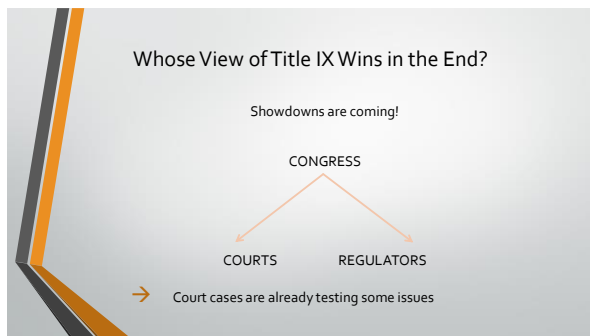 Whose View of Title IX Wins in the End?
Showdowns are coming!
CONGRESS
COURTS REGULATORS
Court cases are already testing some issues